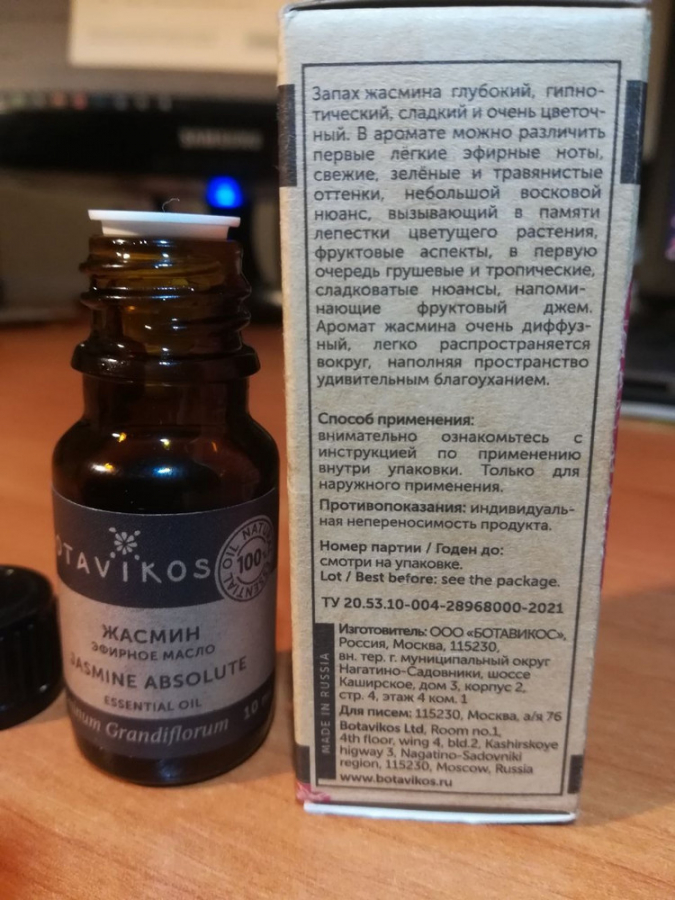 SAMSUNG
BOTAVIKOS
100%
ЖАСМИН
ЭФИРНОЕ МАСЛО
JASMINE ABSOLUTE
ESSENTIAL OIL
Grandiflorum 10
Запах жасмина глубокий, гипно-
тический, сладкий и очень цветоч-
ный. В аромате можно различить
первые лёгкие эфирные ноты,
свежие, зелёные и травянистые
оттенки, небольшой восковой
нюанс, вызывающий в памяти
лепестки цветущего растения,
фруктовые аспекты, в первую
очередь грушевые и тропические,
сладковатые нюансы, напоми-
нающие фруктовый джем.
Аромат жасмина очень диффуз-
ный, легко распространяется
вокруг, наполняя пространство
удивительным благоуханием.
Способ применения:
внимательно ознакомьтесь с
инструкцией по применению
внутри упаковки. Только для
наружного применения.
Противопоказания: индивидуаль-
ная непереносимость продукта.
Номер партии / Годен до:
смотри на упаковке.
Lot / Best before: see the package.
ТУ 20.53.10-004-28968000-2021
MADE IN RUSSIA
Изготовитель: ООО «БОТАВИКОС»,
Россия, Москва, 115230,
вн. тер. г. муниципальный округ
Нагатино-Садовники, шоссе
Каширское, дом 3, корпус 2,
стр. 4, этаж 4 ком. 1
Для писем: 115230, Москва, а/я 76
Botavikos Ltd, Room no.1,
4th floor, wing 4, bld.2, Kashirskoye
higway 3, Nagatino-Sadovniki
region, 115230, Moscow, Russia
www.botavikos.ru